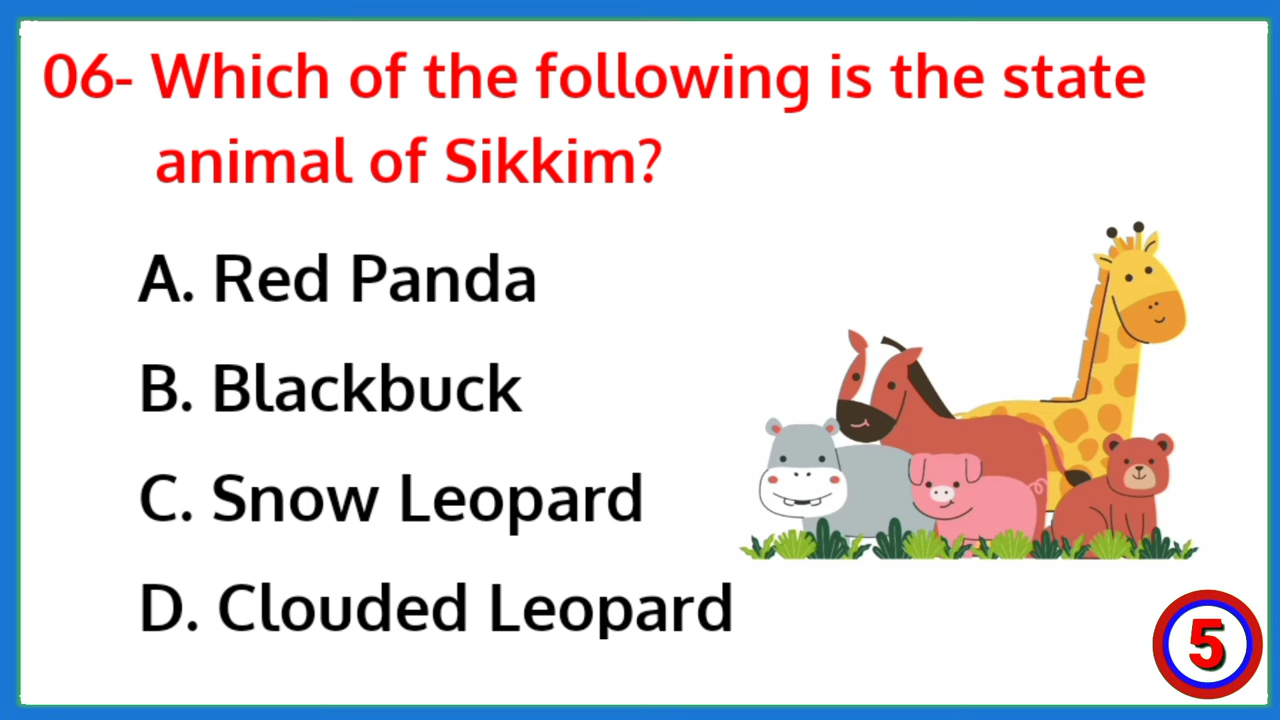 06- Which of the following is the state
animal of Sikkim?
A. Red Panda
B. Blackbuck
C. Snow Leopard
D. Clouded Leopard
5